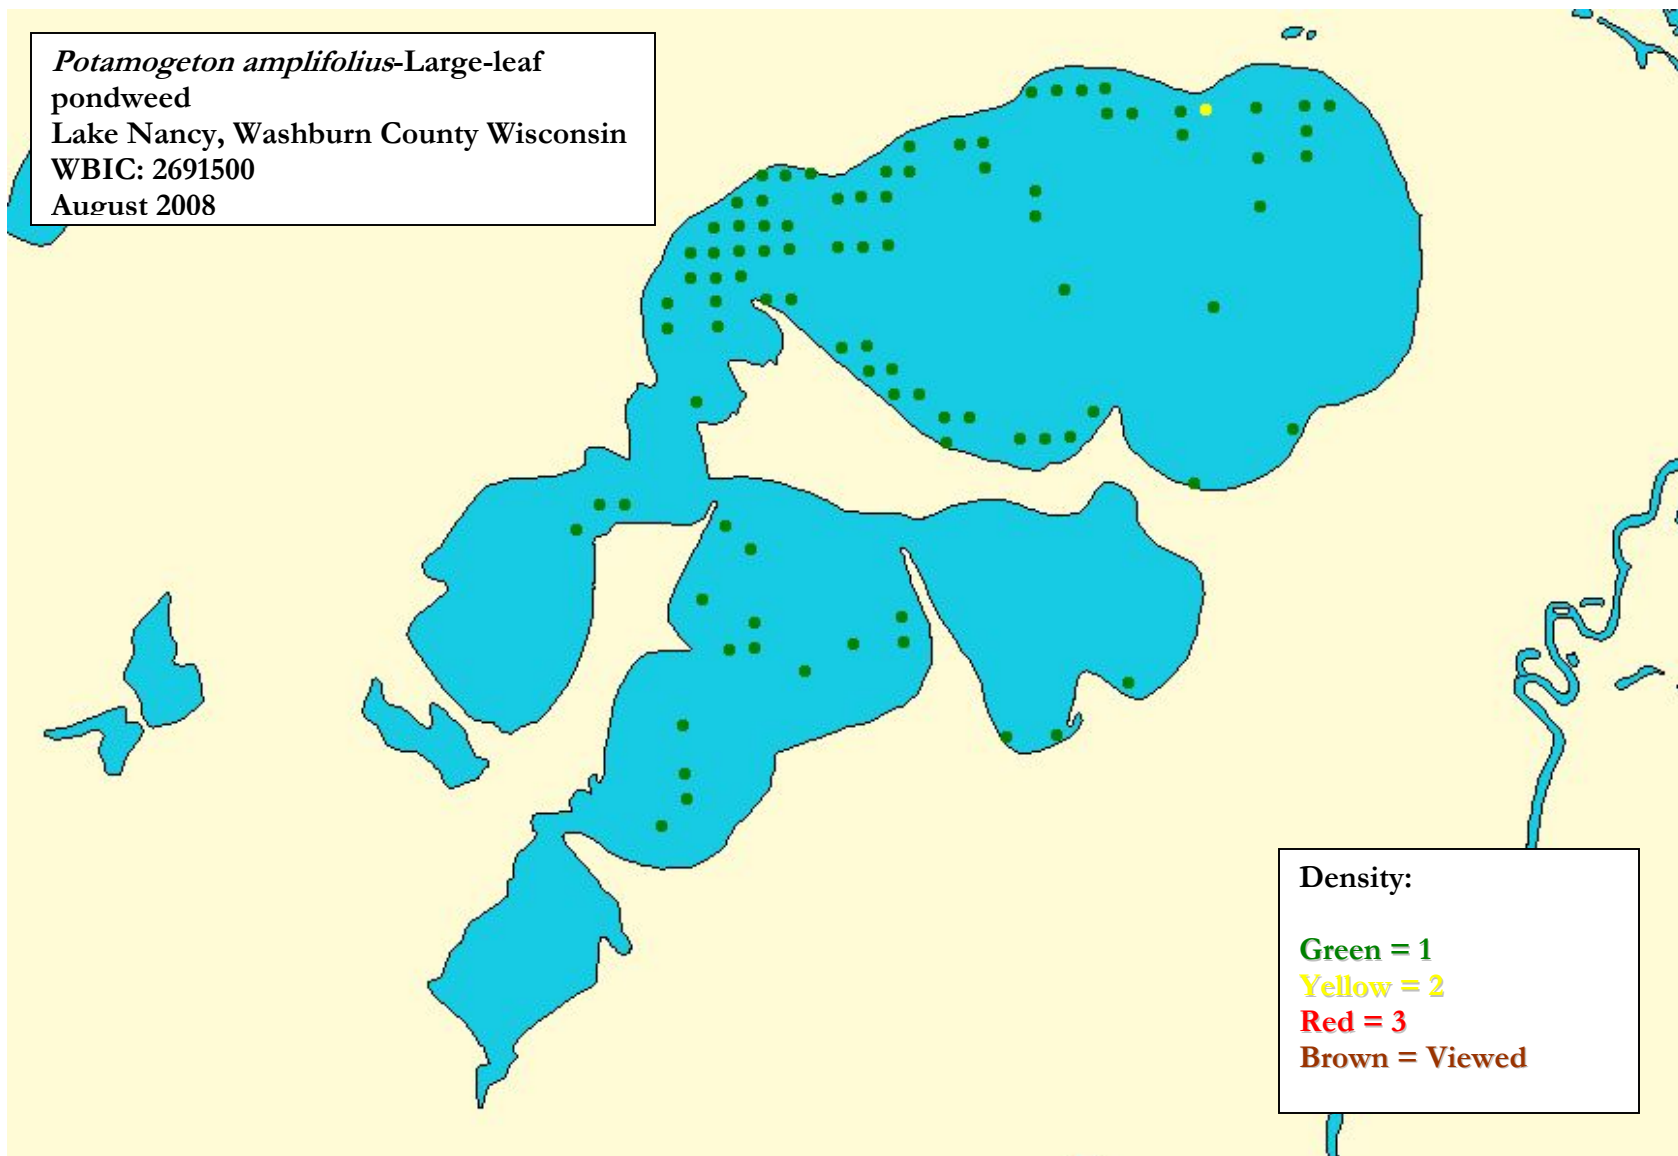 Potamogeton amplifolius-Large-leaf
pondweed
Lake Nancy, Washburn County Wisconsin
WBIC: 2691500
August 2008
Density:
Green = 1
Yellow = 2
Red = 3
Brown = Viewed